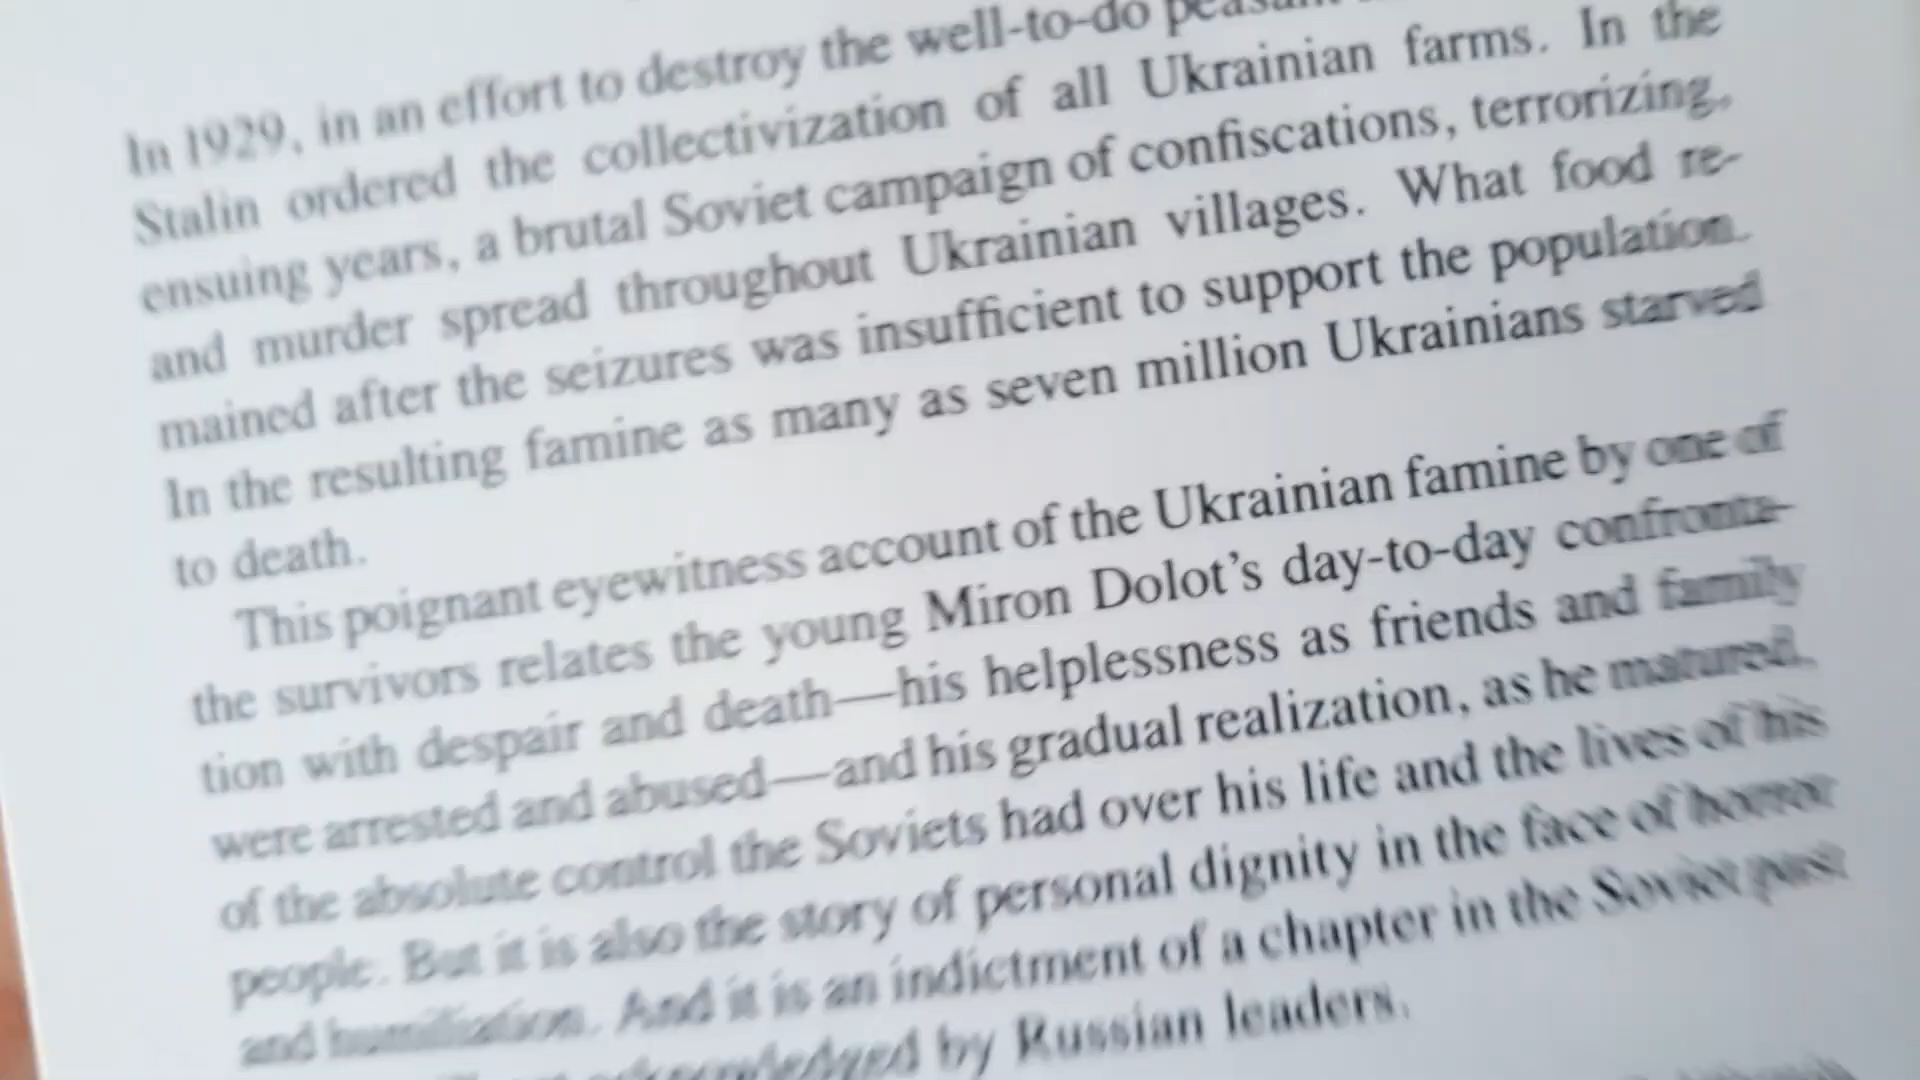 In 1929, in an effort to destroy the well-to-do peasant
Stalin ordered the collectivization of all Ukrainian farms. In the
ensuing years, a brutal Soviet campaign of confiscations, terrorizing,
and murder spread throughout Ukrainian villages. What food re-
mained after the seizures was insufficient to support the population.
In the resulting famine as many as seven million Ukrainians starved
to death.
This poignant eyewitness account of the Ukrainian famine by one of
the survivors relates the young Miron Dolot's day-to-day confronta-
tion with despair and death—his helplessness as friends and family
were arrested and abused—and his gradual realization, as he matured,
of the absolute control the Soviets had over his life and the lives of his
people. But it is also the story of personal dignity in the face of horror
and humiliation. And it is an indictment of a chapter in the Soviet past
acknowledged by Russian leaders.